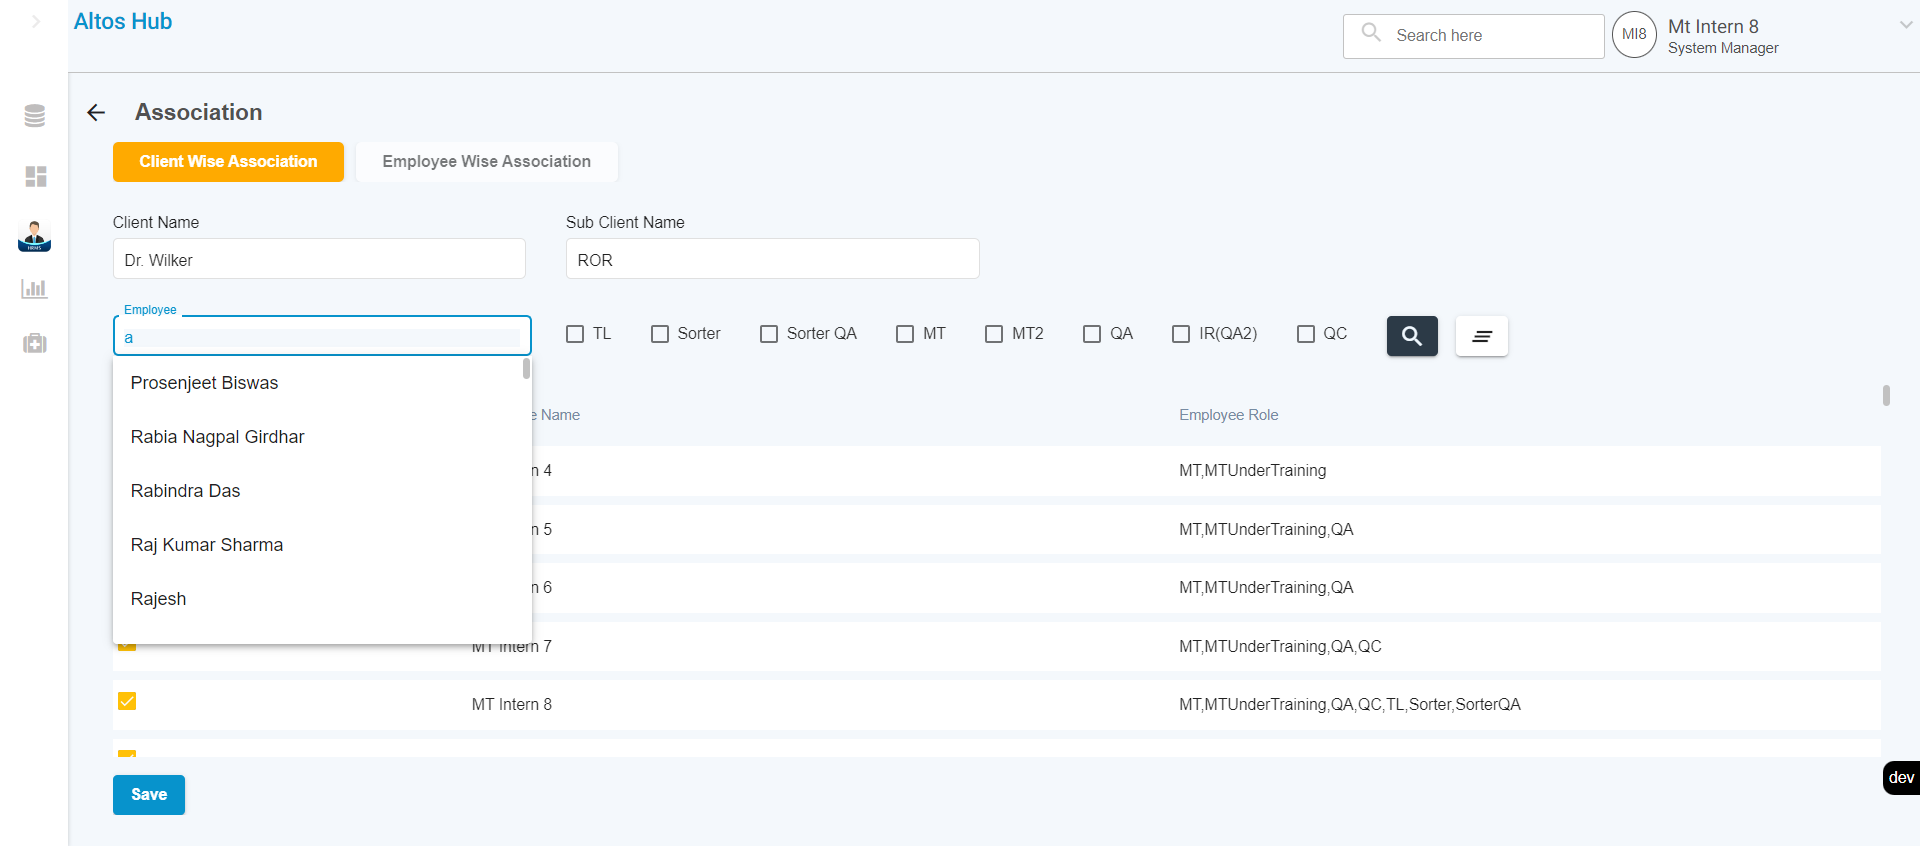 Altos Hub
Search here
MI8
Mt Intern 8
System Manager
Association
Client Wise Association
Employee Wise Association
Client Name
Sub Client Name
Dr. Wilker
ROR
Employee
a
TL
Sorter
Sorter QA
MT
MT2
QA
IR(QA2)
QC
Prosenjeet Biswas
Rabia Nagpal Girdhar
Rabindra Das
Raj Kumar Sharma
Rajesh
e Name
Employee Role
n 4
MT,MTUnderTraining
n 5
MT,MTUnderTraining,QA
n 6
MT,MTUnderTraining,QA
MT Intern 7
MT,MTUnderTraining,QA,QC
MT Intern 8
MT,MTUnderTraining,QA,QC,TL,Sorter,SorterQA
Save
dev